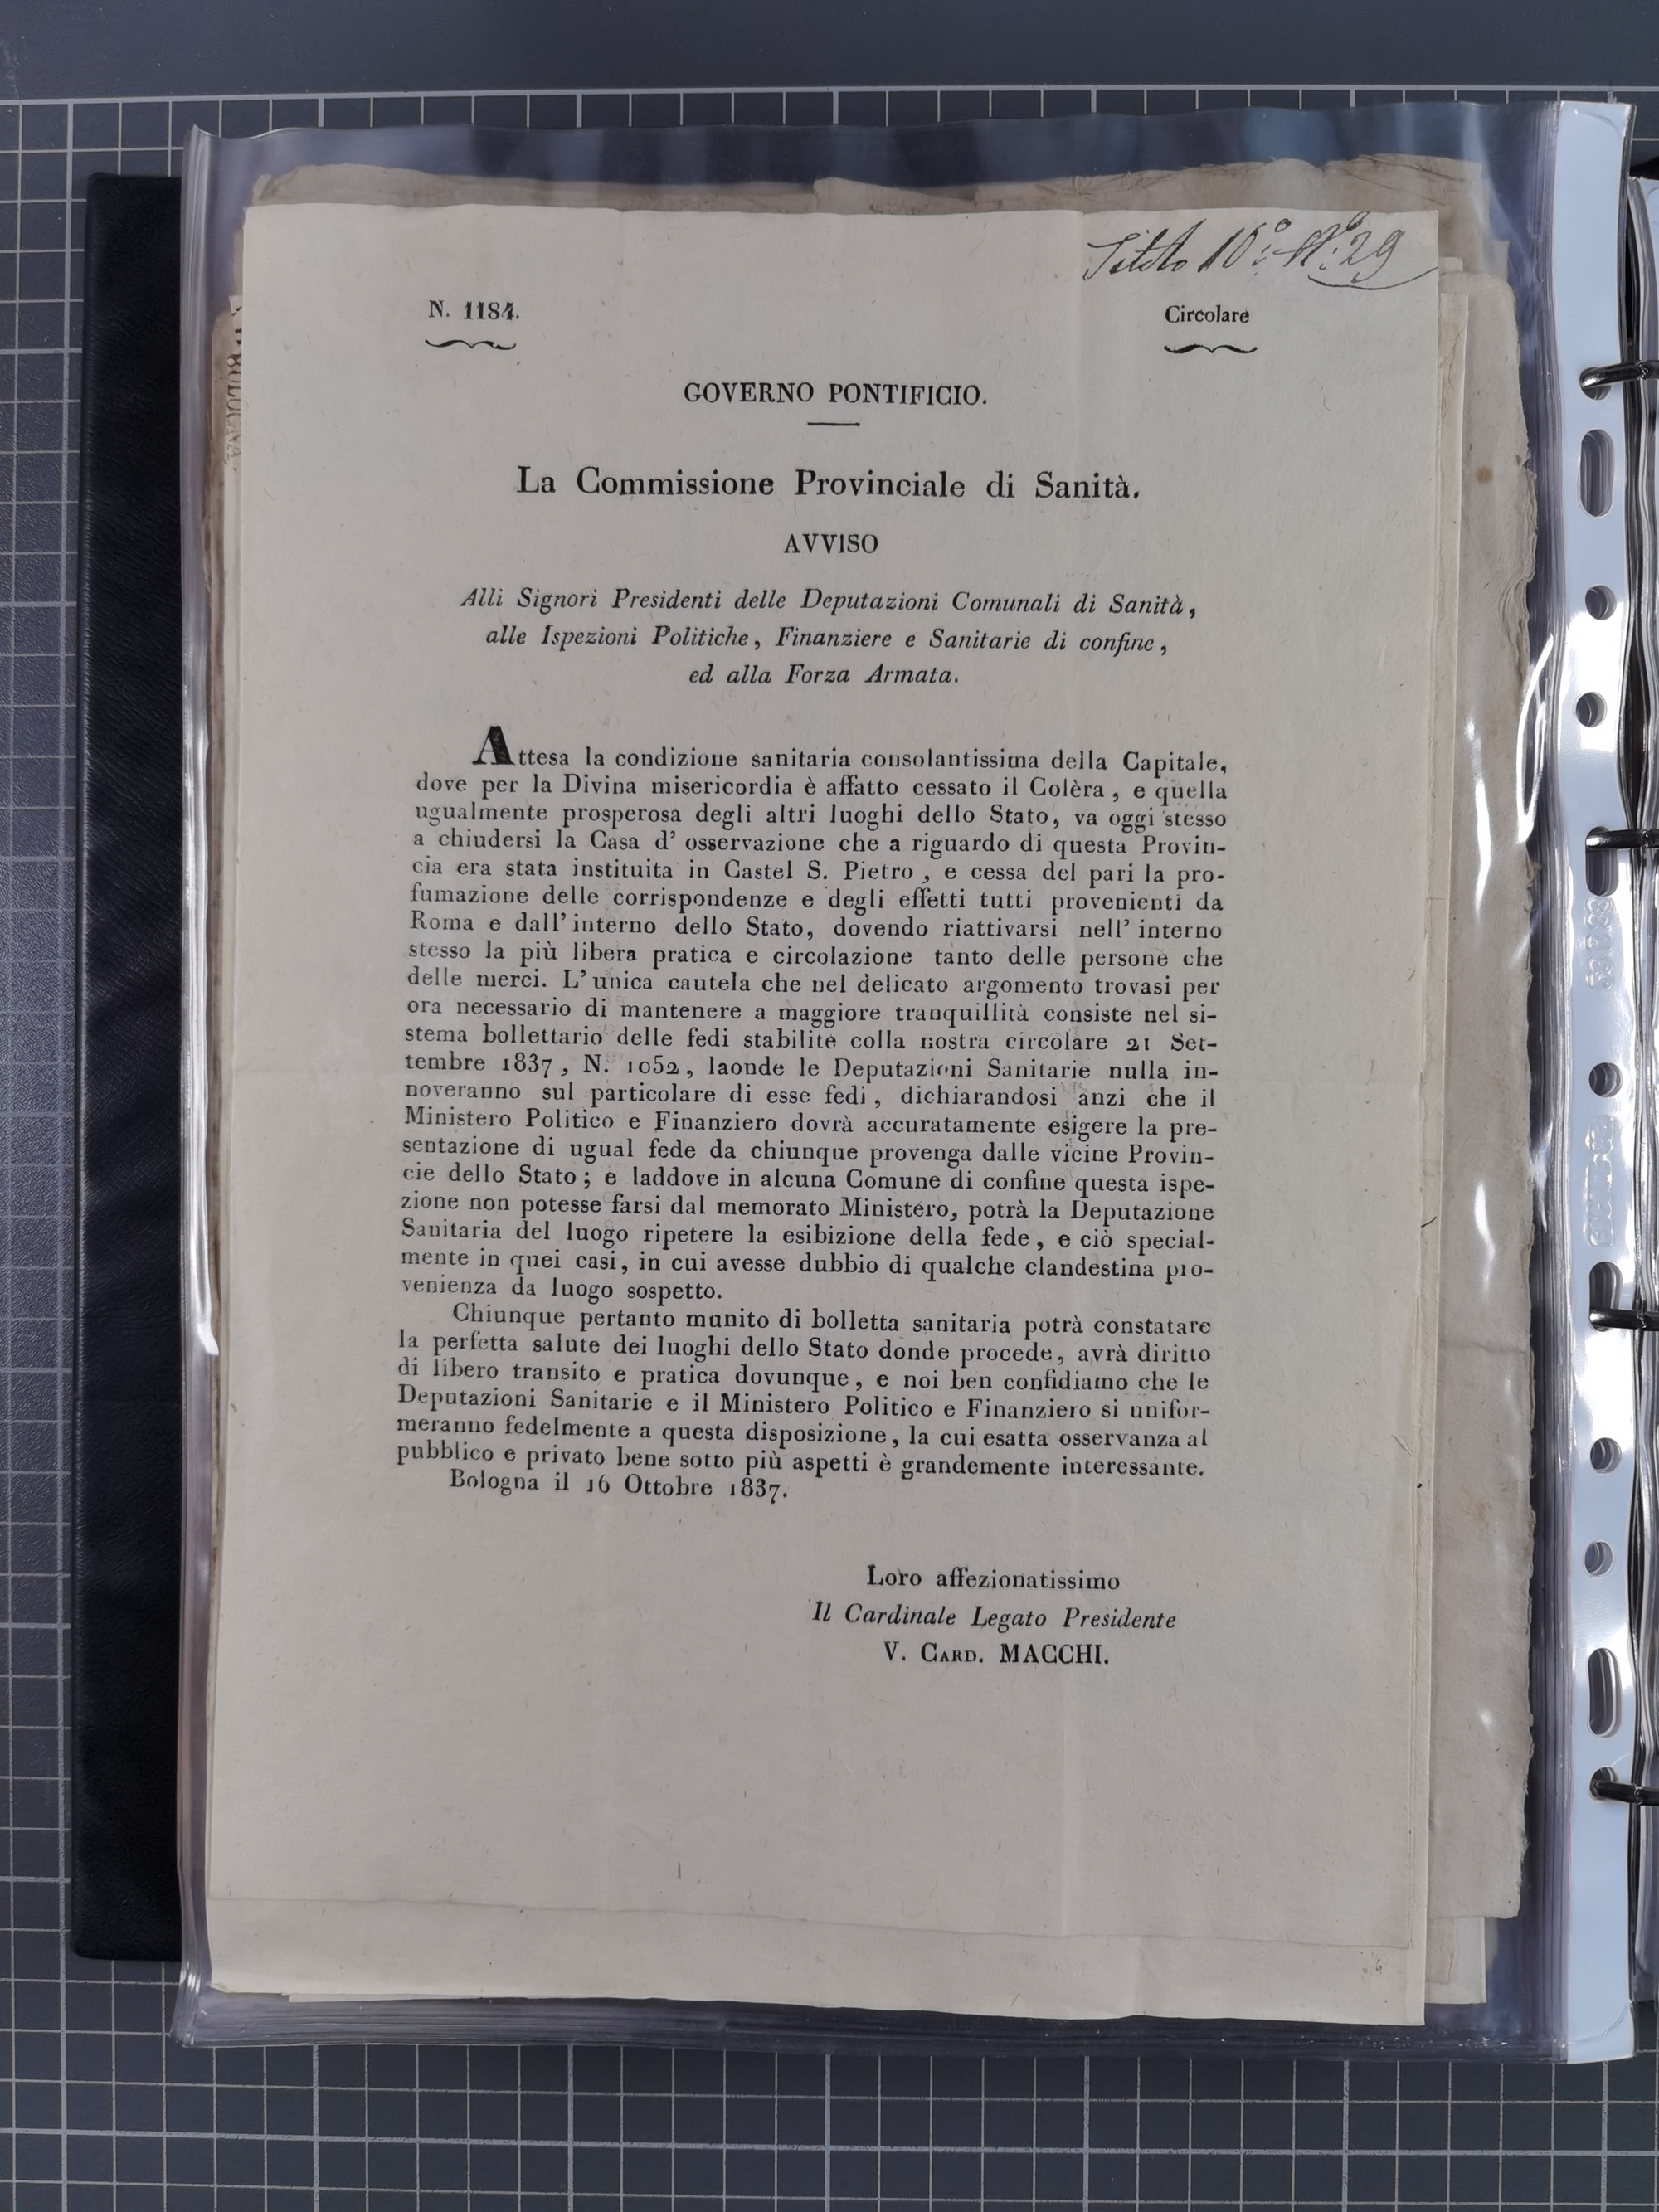 Titolo 10° N° 29
N. 1184.
Circolare
GOVERNO PONTIFICIO.
La Commissione Provinciale di Sanità.
AVVISO
Alli Signori Presidenti delle Deputazioni Comunali di Sanità,
alle Ispezioni Politiche, Finanziere e Sanitarie di confine,
ed alla Forza Armata.
Attesa la condizione sanitaria consolantissima della Capitale,
dove per la Divina misericordia è affatto cessato il Colèra, e quella
ugualmente prosperosa degli altri luoghi dello Stato, va oggi stesso
a chiudersi la Casa d' osservazione che a riguardo di questa Provin-
cia era stata instituita in Castel S. Pietro, e cessa del pari la pro-
fumazione delle corrispondenze e degli effetti tutti provenienti da
Roma e dall' interno dello Stato, dovendo riattivarsi nell' interno
stesso la più libera pratica e circolazione tanto delle persone che
delle merci. L' unica cautela che nel delicato argomento trovasi per
ora necessario di mantenere a maggiore tranquillità consiste nel si-
stema bollettario delle fedi stabilite colla nostra circolare 21 Set-
tembre 1837, N. 1052, laonde le Deputazioni Sanitarie nulla in-
noveranno sul particolare di esse fedi, dichiarandosi anzi che il
Ministero Politico e Finanziero dovrà accuratamente esigere la pre-
sentazione di ugual fede da chiunque provenga dalle vicine Provin-
cie dello Stato; e laddove in alcuna Comune di confine questa ispe-
zione non potesse farsi dal memorato Ministero, potrà la Deputazione
Sanitaria del luogo ripetere la esibizione della fede, e ciò special-
mente in quei casi, in cui avesse dubbio di qualche clandestina pro-
venienza da luogo sospetto.
Chiunque pertanto munito di bolletta sanitaria potrà constatare
la perfetta salute dei luoghi dello Stato donde procede, avrà diritto
di libero transito e pratica dovunque, e noi ben confidiamo che le
Deputazioni Sanitarie e il Ministero Politico e Finanziero si unifor-
meranno fedelmente a questa disposizione, la cui esatta osservanza al
pubblico e privato bene sotto più aspetti è grandemente interessante.
Bologna il 16 Ottobre 1837.
Loro affezionatissimo
Il Cardinale Legato Presidente
V. CARD. MACCHI.